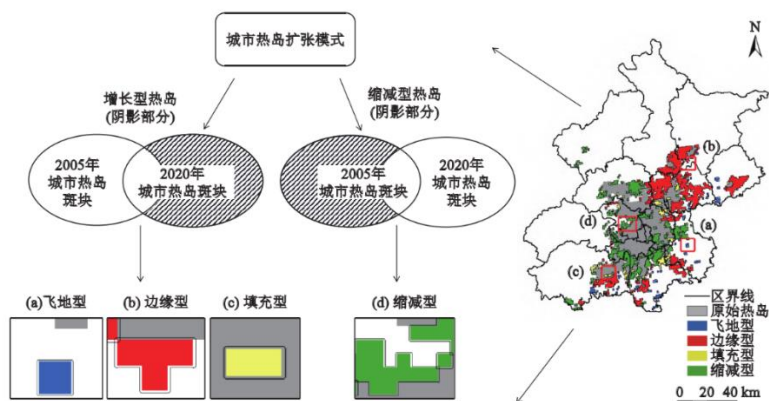 城市热岛扩张模式
增长型热岛
(阴影部分)
缩减型热岛
(阴影部分)
2005年
城市热岛
斑块
2020年
城市热岛斑块
2005年
城市热岛斑块
2020年
城市热岛
斑块
(a)飞地型
(b)边缘型
(c)填充型
(d)缩减型
N
(b)
(a)
(d)
(c)
区界线
原始热岛
飞地型
边缘型
填充型
缩减型
0 20 40 km